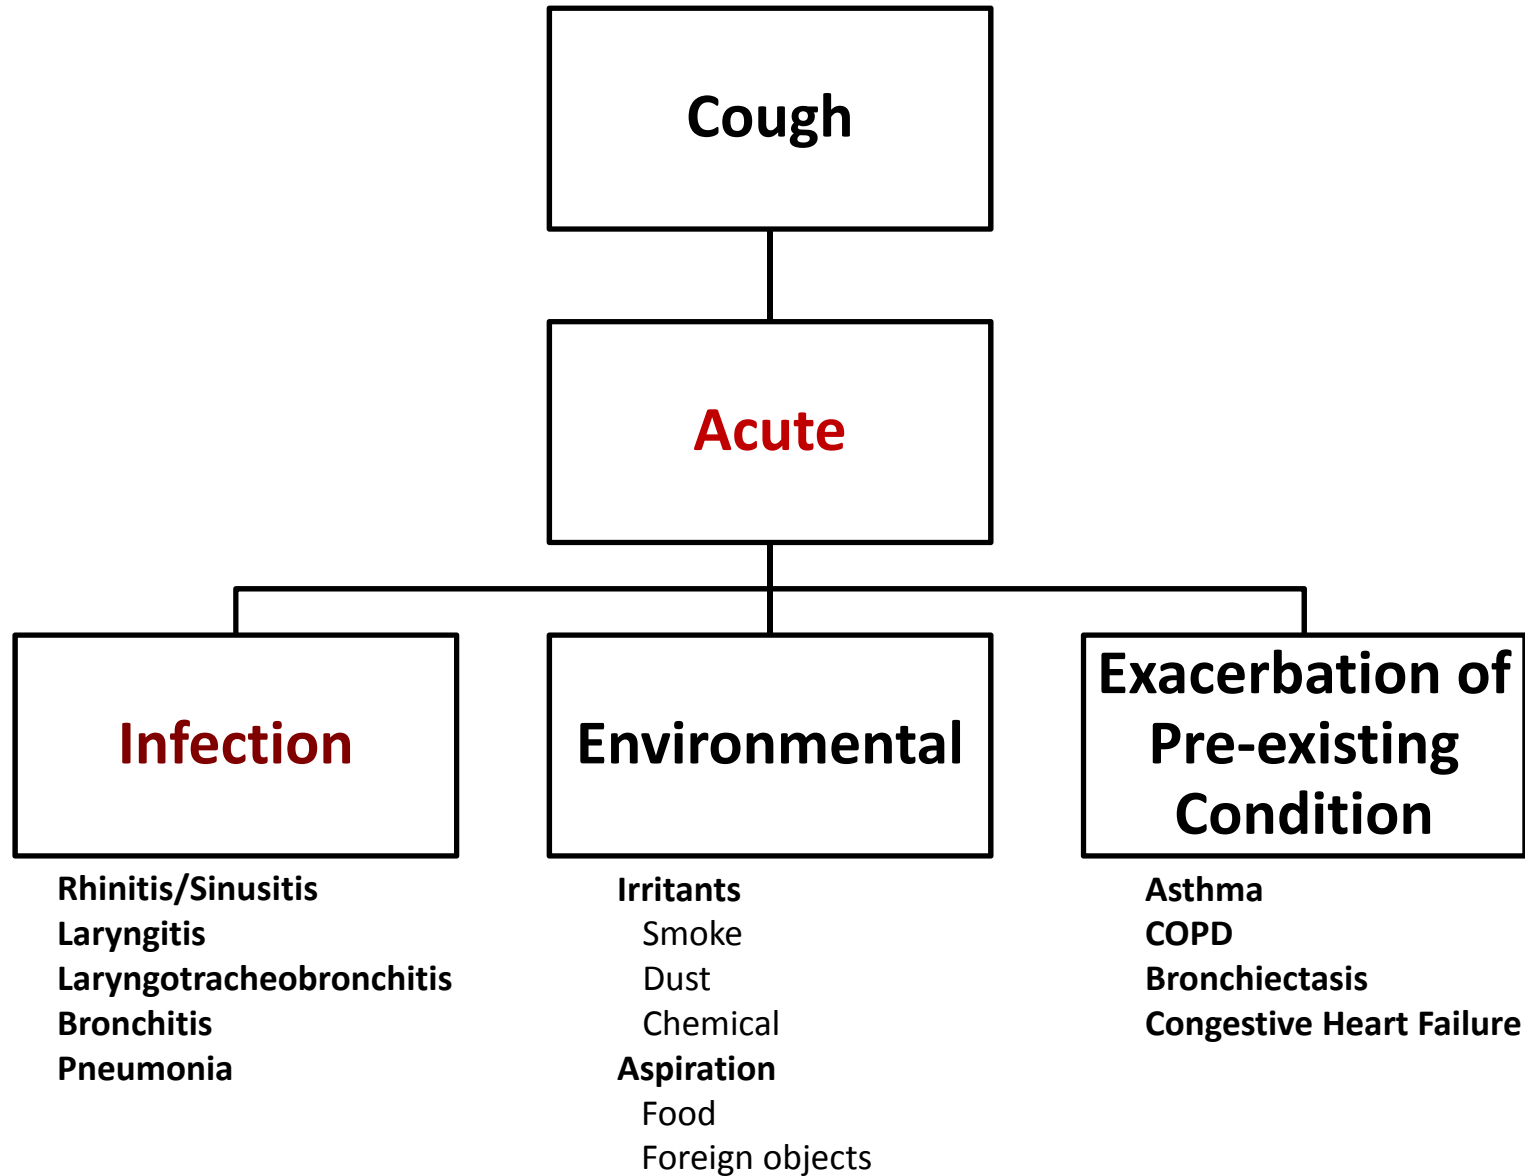 Cough
Acute
Infection
Rhinitis/Sinusitis
Laryngitis
Laryngotracheobronchitis
Bronchitis
Pneumonia
Environmental
Irritants
Smoke
Dust
Chemical
Aspiration
Food
Foreign objects
Exacerbation of
Pre-existing
Condition
Asthma
COPD
Bronchiectasis
Congestive Heart Failure